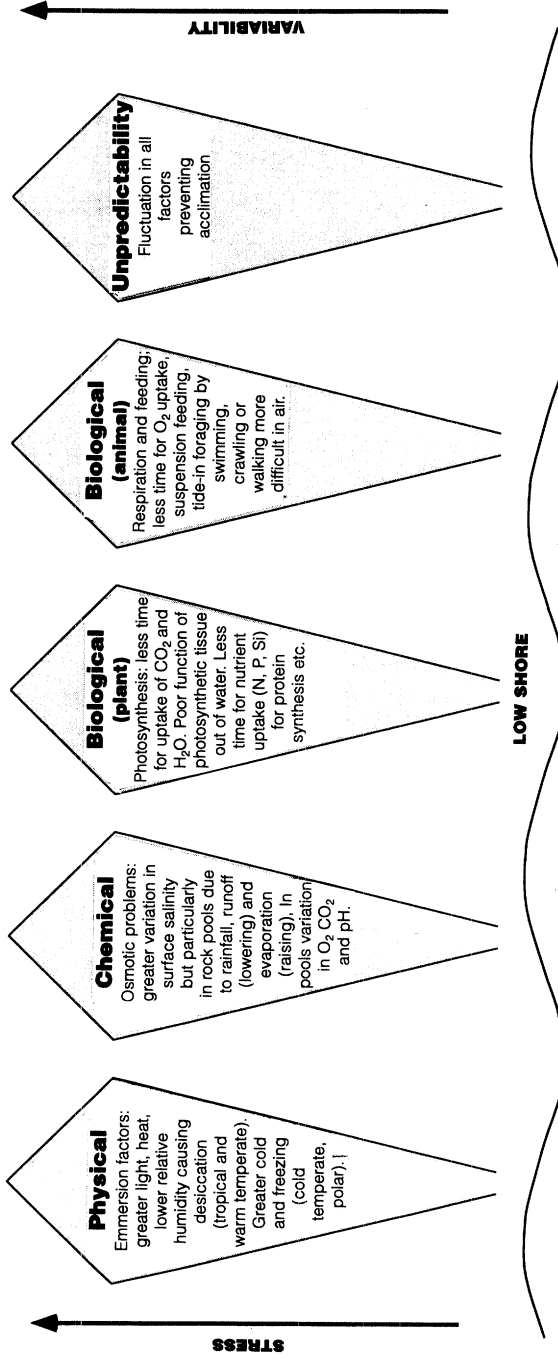 STRESS
Physical
Emmersion factors:
greater light, heat,
lower relative
humidity causing
desiccation
(tropical and
warm temperate).
Greater cold
and freezing
(cold
temperate,
polar).
Chemical
Osmotic problems:
greater variation in
surface salinity
but particularly
in rock pools due
to rainfall, runoff
(lowering) and
evaporation
(raising). In
pools variation
in O₂ CO₂
and pH.
Biological
(plant)
Photosynthesis: less time
for uptake of CO₂ and
H₂O. Poor function of
photosynthetic tissue
out of water. Less
time for nutrient
uptake (N, P, Si)
for protein
synthesis etc.
Biological
(animal)
Respiration and feeding;
less time for O₂ uptake,
suspension feeding,
tide-in foraging by
swimming,
crawling or
walking more
difficult in air.
Unpredictability
Fluctuation in all
factors
preventing
acclimation
VARIABILITY
LOW SHORE